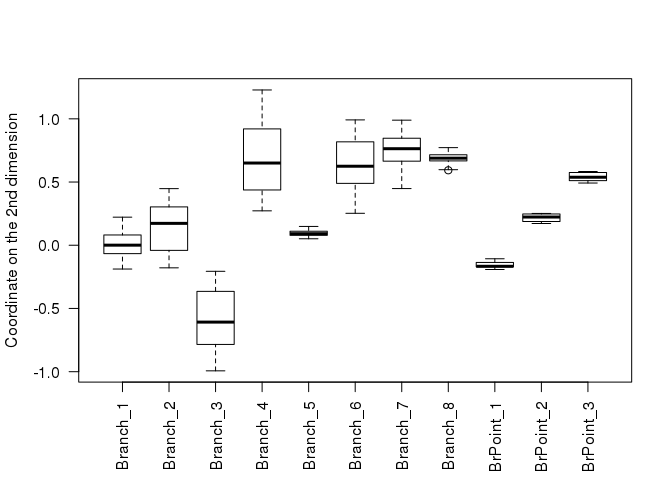 Coordinate on the 2nd dimension
1.0
0.5
0.0
-0.5
-1.0
Branch_1
Branch_2
Branch_3
Branch_4
Branch_5
Branch_6
Branch_7
Branch_8
BrPoint_1
BrPoint_2
BrPoint_3